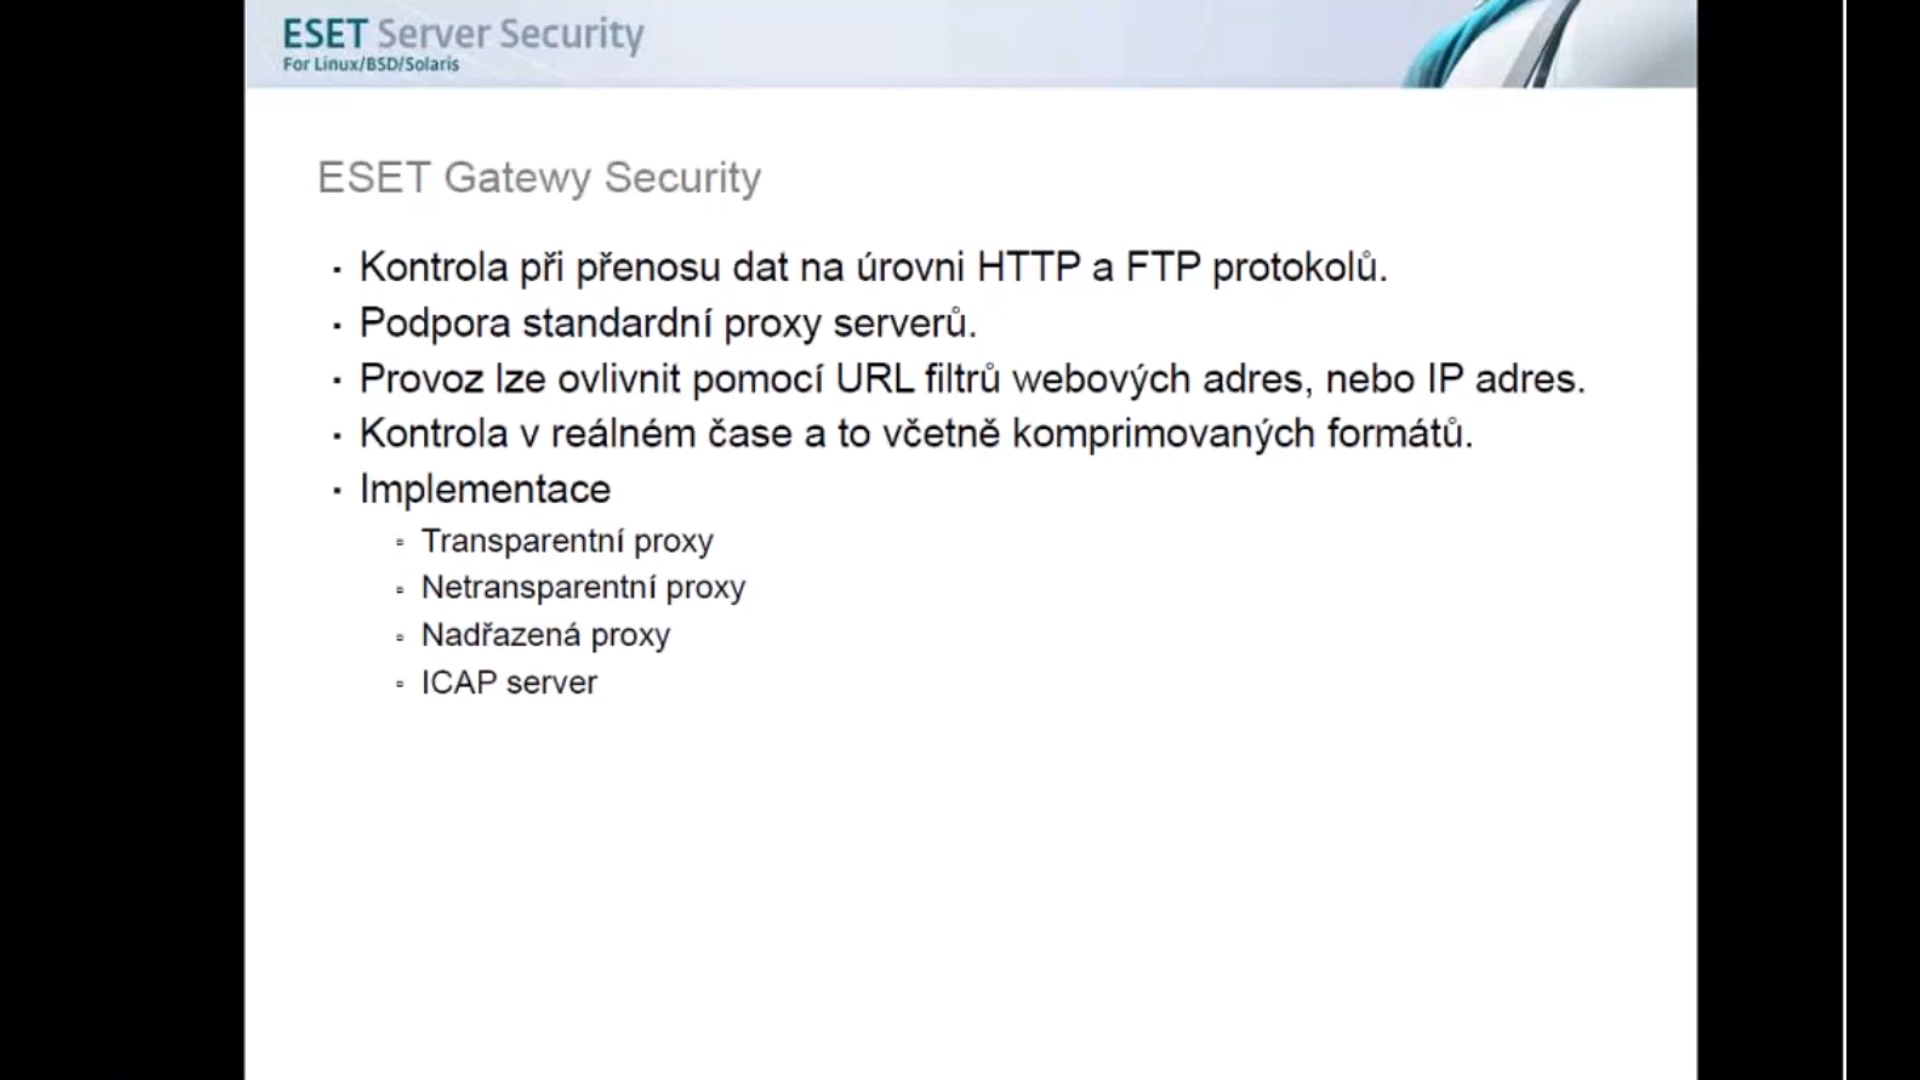 ESET Server Security
For Linux/BSD/Solaris
ESET Gatewy Security
Kontrola při přenosu dat na úrovni HTTP a FTP protokolů.
Podpora standardní proxy serverů.
Provoz lze ovlivnit pomocí URL filtrů webových adres, nebo IP adres.
Kontrola v reálném čase a to včetně komprimovaných formátů.
Implementace
Transparentní proxy
Netransparentní proxy
Nadřazená proxy
ICAP server